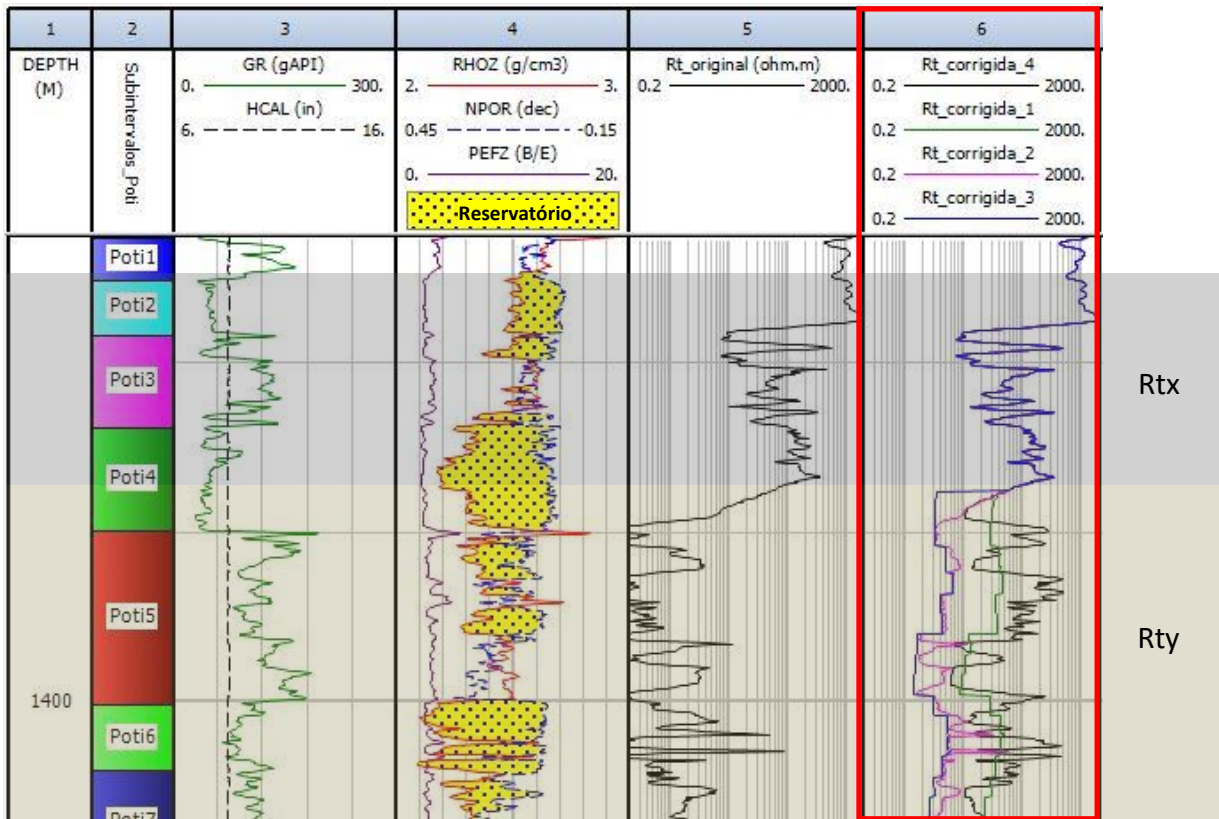 1 2 3 4 5 6
DEPTH
(M)
Subintervalos_Poti
GR (gAPI)
0. 300.
HCAL (in)
6. 16.
RHOZ (g/cm3)
2. 3.
NPOR (dec)
0.45 -0.15
PEFZ (B/E)
0. 20.
Reservatório
Rt_original (ohm.m)
0.2 2000.
Rt_corrigida_4
0.2 2000.
Rt_corrigida_1
0.2 2000.
Rt_corrigida_2
0.2 2000.
Rt_corrigida_3
0.2 2000.
Poti1
Poti2
Poti3
Poti4
Poti5
1400
Poti6
Poti7
Rtx
Rty